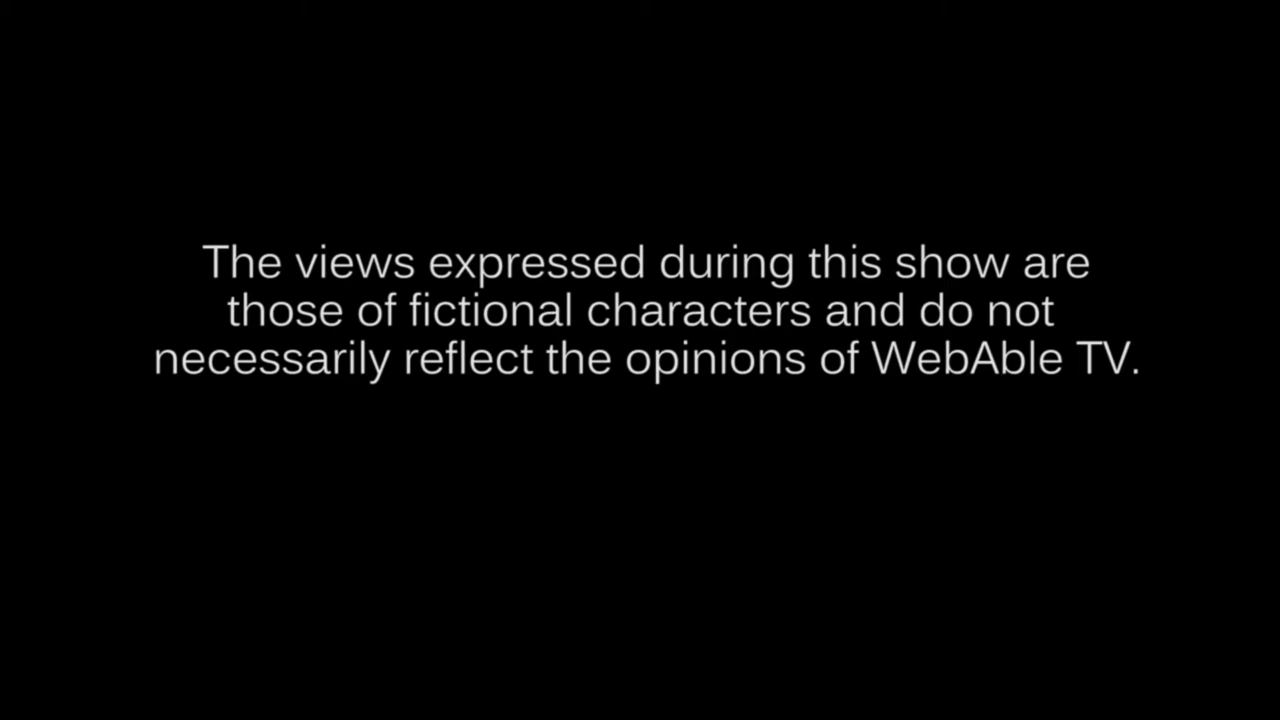 The views expressed during this show are
those of fictional characters and do not
necessarily reflect the opinions of WebAble TV.